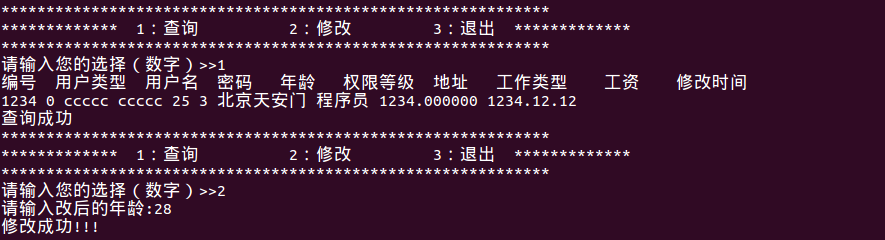 *************************************************************
*************  1：查询          2：修改         3：退出  *************
*************************************************************
请输入您的选择（数字）>>1
编号  用户类型  用户名  密码   年龄   权限等级  地址   工作类型    工资    修改时间
1234 0 ccccc ccccc 25 3 北京天安门 程序员 1234.000000 1234.12.12
查询成功
*************************************************************
*************  1：查询          2：修改         3：退出  *************
*************************************************************
请输入您的选择（数字）>>2
请输入改后的年龄:28
修改成功!!!